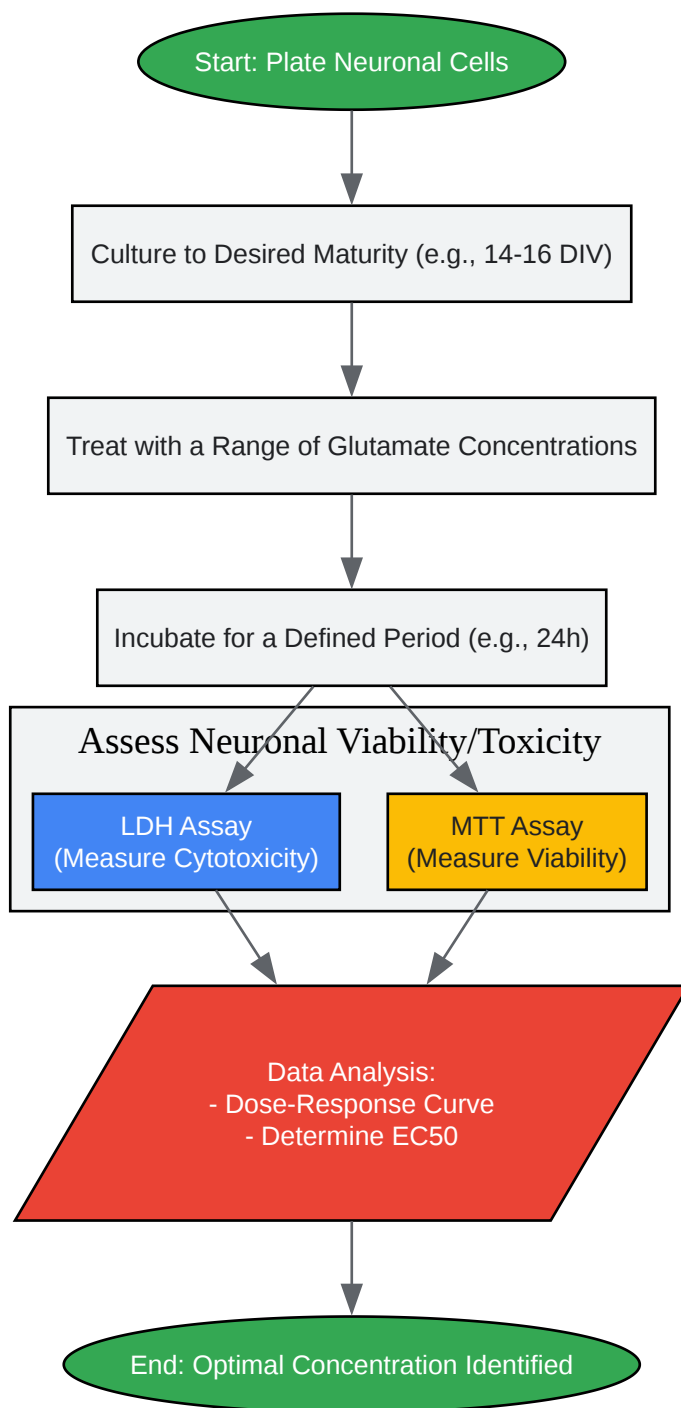 Start: Plate Neuronal Cells
Culture to Desired Maturity (e.g., 14-16 DIV)
Treat with a Range of Glutamate Concentrations
Incubate for a Defined Period (e.g., 24h)
Assess Neuronal Viability/Toxicity
LDH Assay
(Measure Cytotoxicity)
MTT Assay
(Measure Viability)
Data Analysis:
- Dose-Response Curve
- Determine EC50
End: Optimal Concentration Identified